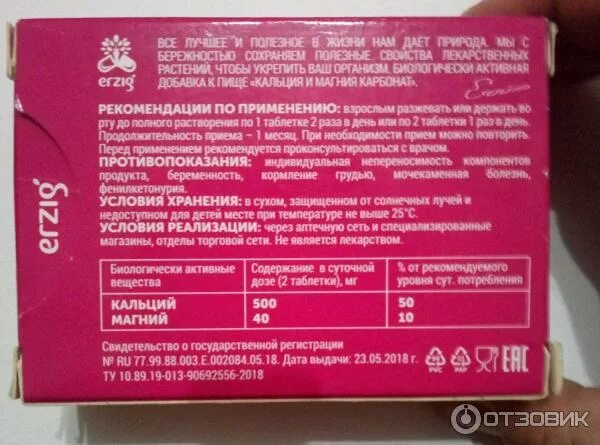 ВСЕ ЛУЧШЕЕ И ПОЛЕЗНОЕ В ЖИЗНИ НАМ ДАЕТ ПРИРОДА. МЫ С
БЕРЕЖНОСТЬЮ СОХРАНЯЕМ ПОЛЕЗНЫЕ СВОЙСТВА ЛЕКАРСТВЕННЫХ
РАСТЕНИЙ, ЧТОБЫ УКРЕПИТЬ ВАШ ОРГАНИЗМ. БИОЛОГИЧЕСКИ АКТИВНАЯ
ДОБАВКА К ПИЩЕ «КАЛЬЦИЯ И МАГНИЯ КАРБОНАТ».
erzig
РЕКОМЕНДАЦИИ ПО ПРИМЕНЕНИЮ: взрослым разжевать или держать во
рту до полного растворения по 1 таблетке 2 раза в день или по 2 таблетки 1 раз в день.
Продолжительность приема – 1 месяц. При необходимости прием можно повторить.
Перед применением рекомендуется проконсультироваться с врачом.
ПРОТИВОПОКАЗАНИЯ: индивидуальная непереносимость компонентов
продукта, беременность, кормление грудью, мочекаменная болезнь,
фенилкетонурия.
УСЛОВИЯ ХРАНЕНИЯ: в сухом, защищенном от солнечных лучей и
недоступном для детей месте при температуре не выше 25°С.
УСЛОВИЯ РЕАЛИЗАЦИИ: через аптечную сеть и специализированные
магазины, отделы торговой сети. Не является лекарством.
erzig
Биологически активные вещества
Содержание в суточной дозе (2 таблетки), мг
% от рекомендуемого уровня сут. потребления
КАЛЬЦИЙ 500 50
МАГНИЙ 40 10
Свидетельство о государственной регистрации
№ RU 77.99.88.003.Е.002084.05.18. Дата выдачи: 23.05.2018 г.
ТУ 10.89.19-013-90692556-2018
PVC PAP EAC
ОТЗОВИК